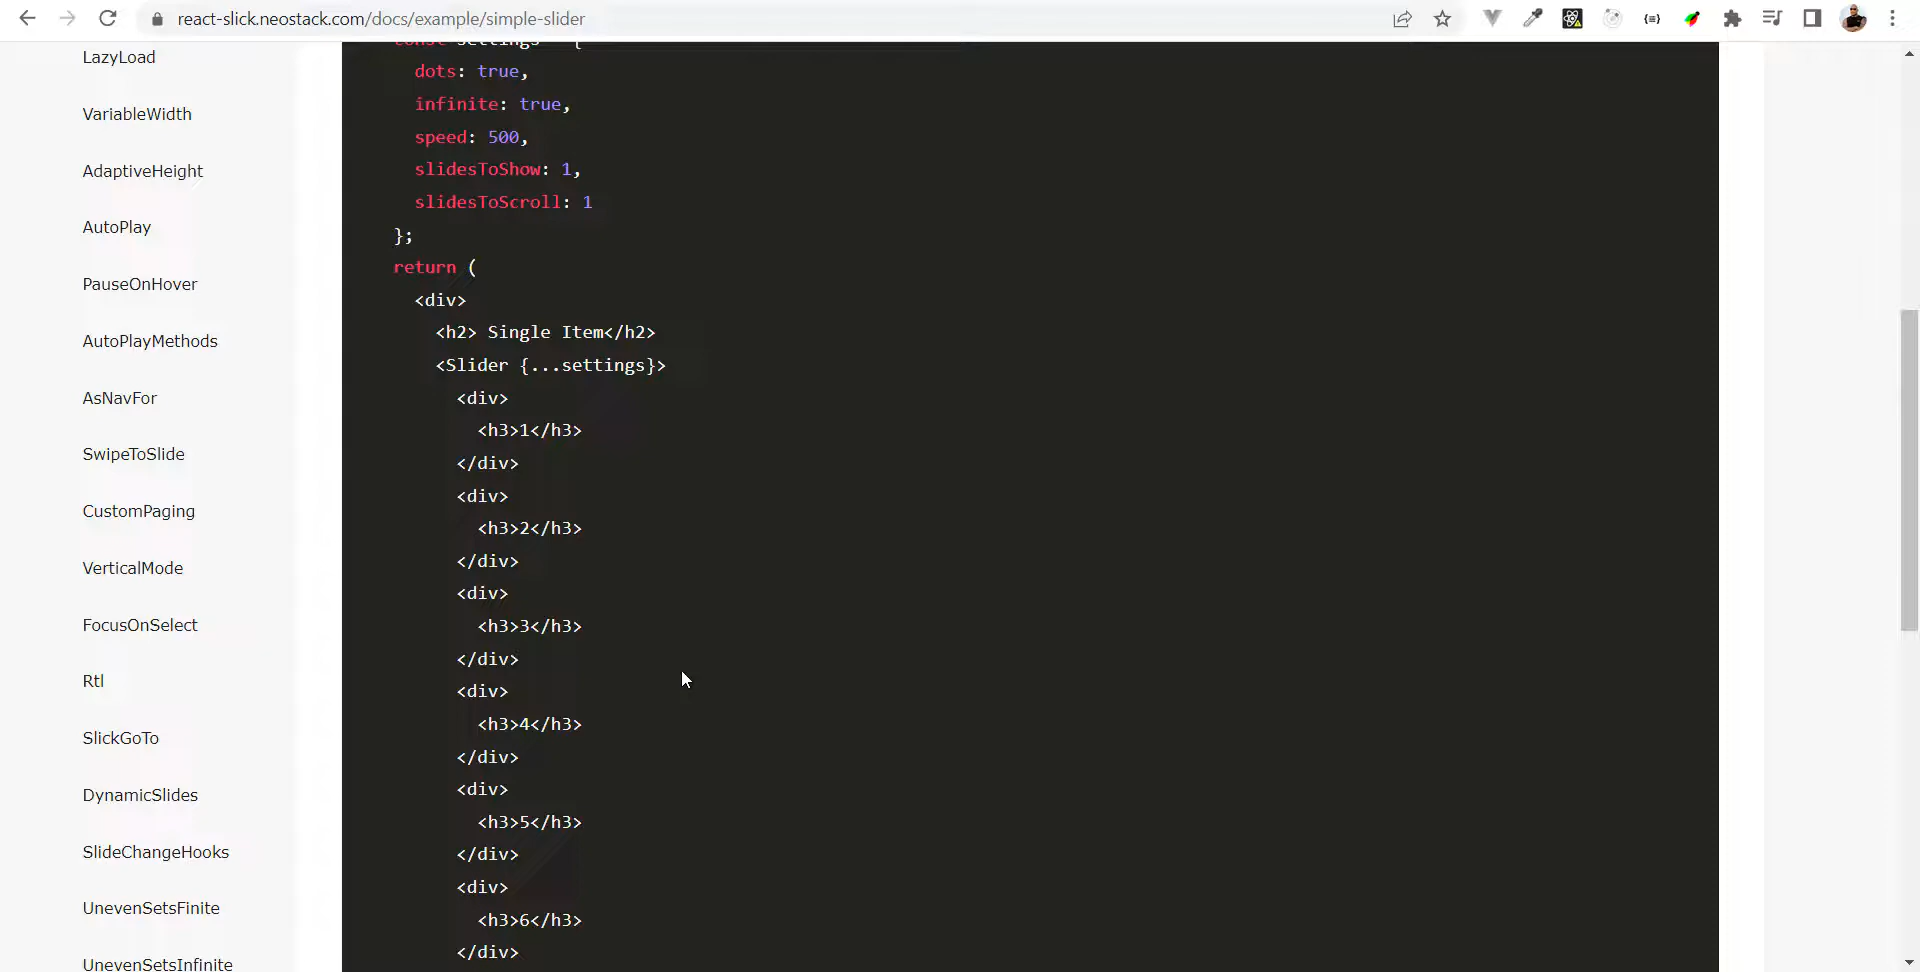 react-slick.neostack.com/docs/example/simple-slider
LazyLoad
VariableWidth
AdaptiveHeight
AutoPlay
PauseOnHover
AutoPlayMethods
AsNavFor
SwipeToSlide
CustomPaging
VerticalMode
FocusOnSelect
Rtl
SlickGoTo
DynamicSlides
SlideChangeHooks
UnevenSetsFinite
UnevenSetsInfinite
const settings = {
dots: true,
infinite: true,
speed: 500,
slidesToShow: 1,
slidesToScroll: 1
};
return (
<div>
<h2> Single Item</h2>
<Slider {...settings}>
<div>
<h3>1</h3>
</div>
<div>
<h3>2</h3>
</div>
<div>
<h3>3</h3>
</div>
<div>
<h3>4</h3>
</div>
<div>
<h3>5</h3>
</div>
<div>
<h3>6</h3>
</div>